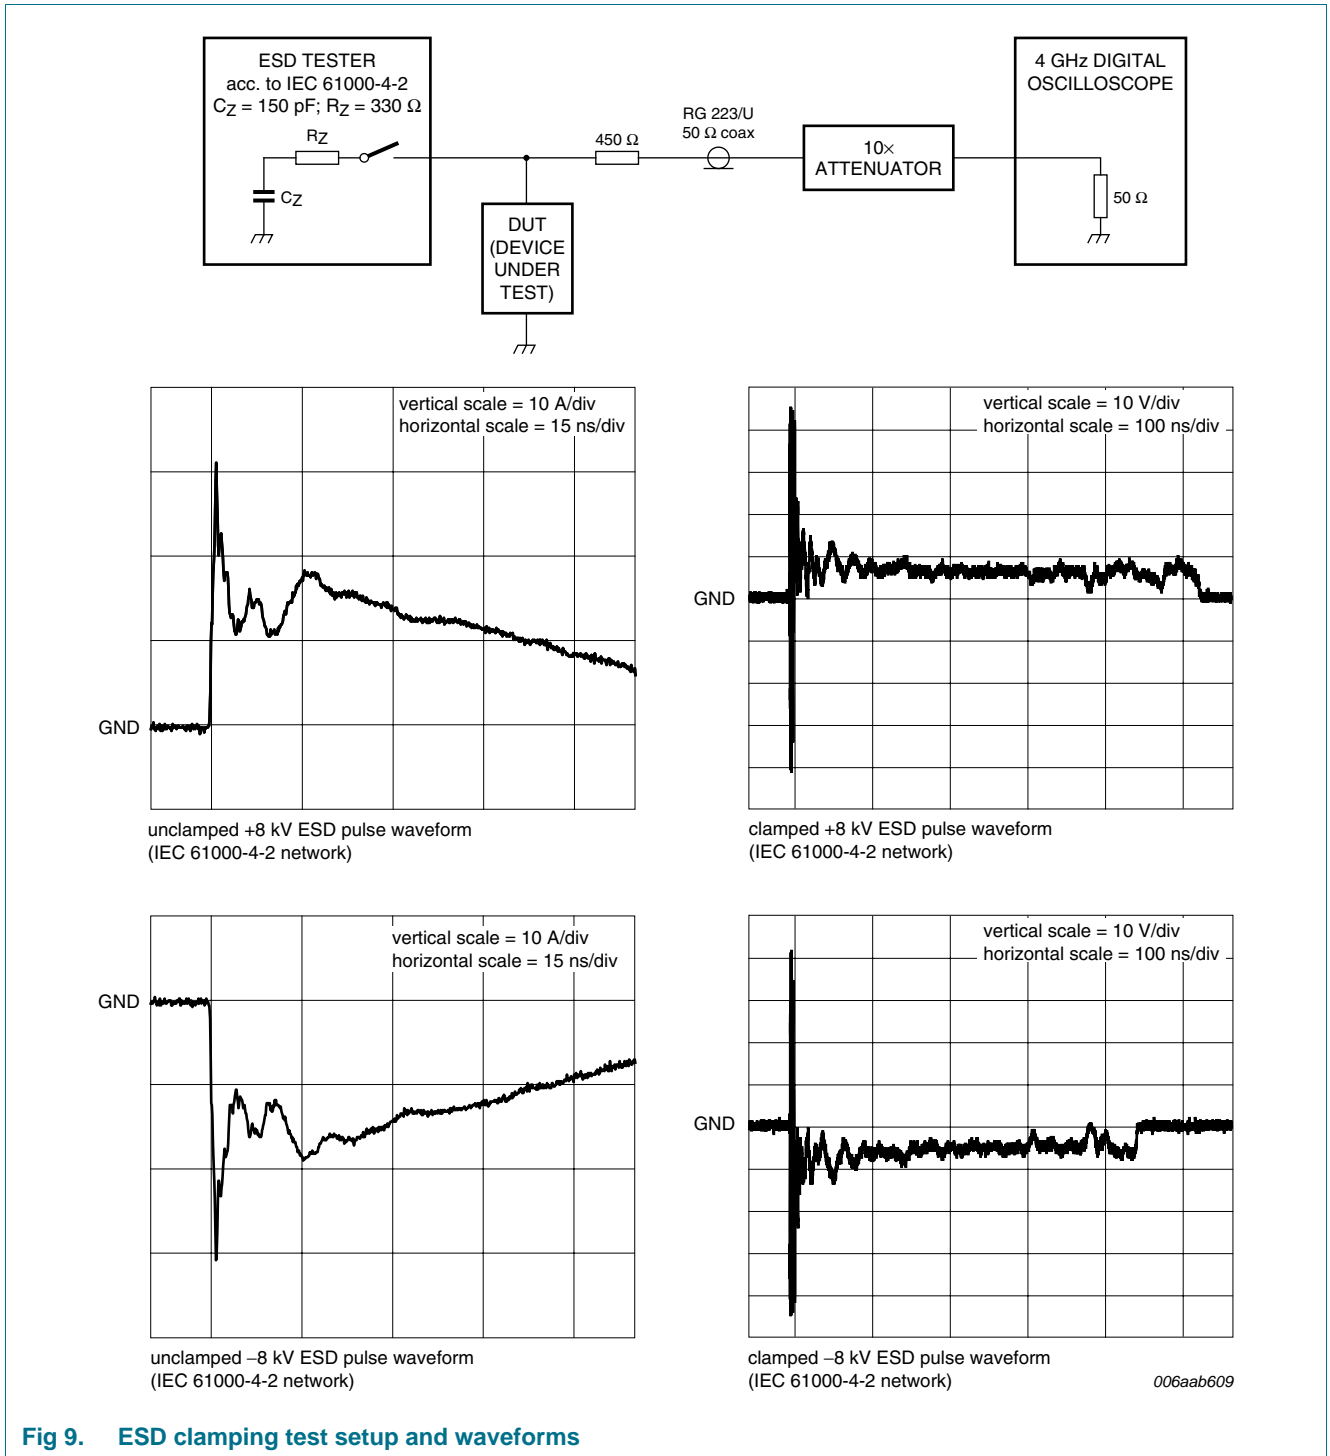 ESD TESTER
acc. to IEC 61000-4-2
CZ = 150 pF; RZ = 330 Ω
RZ
CZ
DUT
(DEVICE
UNDER
TEST)
450 Ω
RG 223/U
50 Ω coax
10×
ATTENUATOR
4 GHz DIGITAL
OSCILLOSCOPE
50 Ω
vertical scale = 10 A/div
horizontal scale = 15 ns/div
GND
unclamped +8 kV ESD pulse waveform
(IEC 61000-4-2 network)
vertical scale = 10 V/div
horizontal scale = 100 ns/div
GND
clamped +8 kV ESD pulse waveform
(IEC 61000-4-2 network)
vertical scale = 10 A/div
horizontal scale = 15 ns/div
GND
unclamped –8 kV ESD pulse waveform
(IEC 61000-4-2 network)
vertical scale = 10 V/div
horizontal scale = 100 ns/div
GND
clamped –8 kV ESD pulse waveform
(IEC 61000-4-2 network)
006aab609
Fig 9. ESD clamping test setup and waveforms